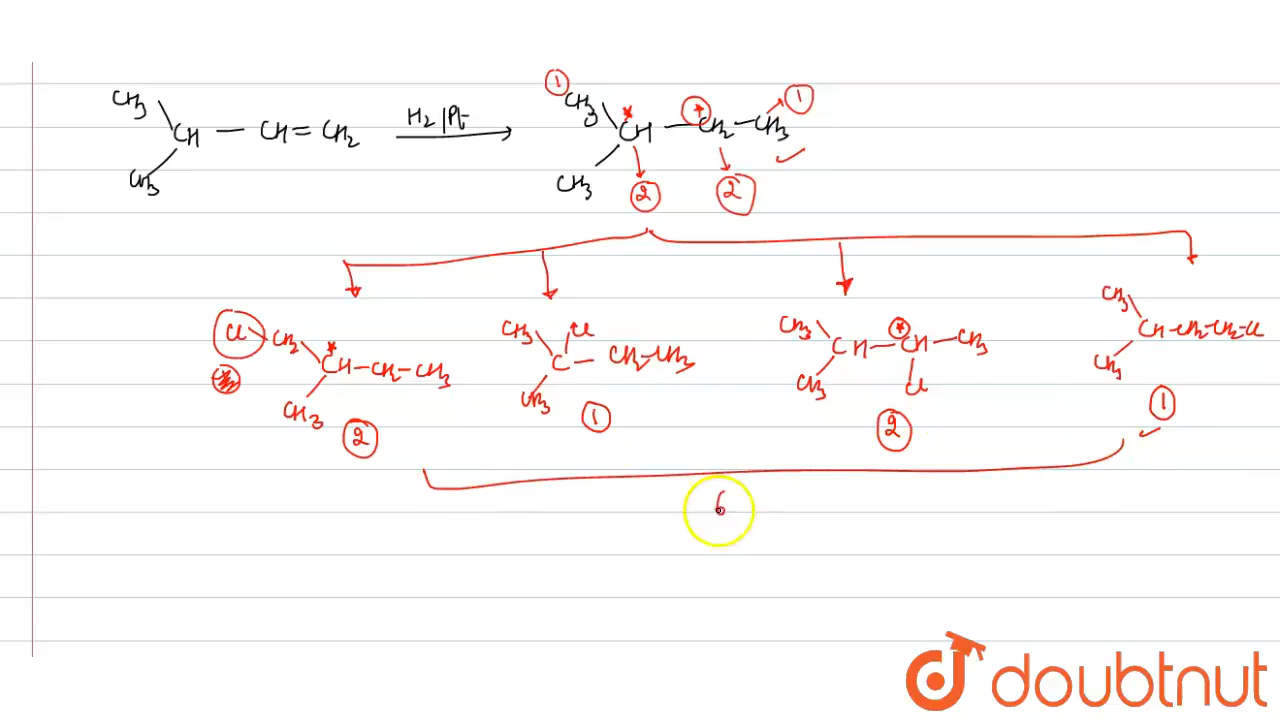 CH3 CH — CH = CH2 CH3
H2 | Pt
① CH3 * CH — * CH2 — CH3 ① CH3
② ②
Cl CH2 * CH — CH2 — CH3 CH3 ②
CH3 Cl C — CH2 — CH3 CH3 ①
CH3 CH — * CH — CH3 CH3 Cl ②
CH3 CH — CH2 — CH2 — Cl CH3 ①
6
doubtnut